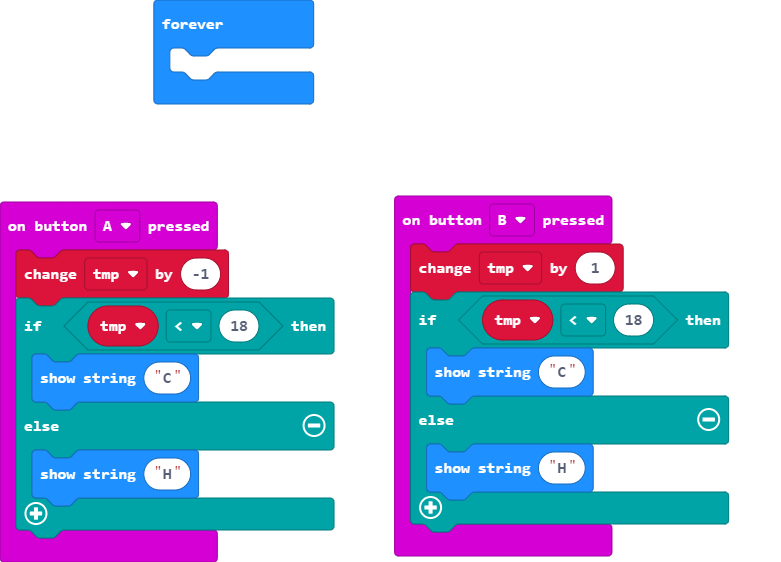 forever
on button A pressed
change tmp by -1
if tmp < 18 then
show string "C"
else
show string "H"
on button B pressed
change tmp by 1
if tmp < 18 then
show string "C"
else
show string "H"